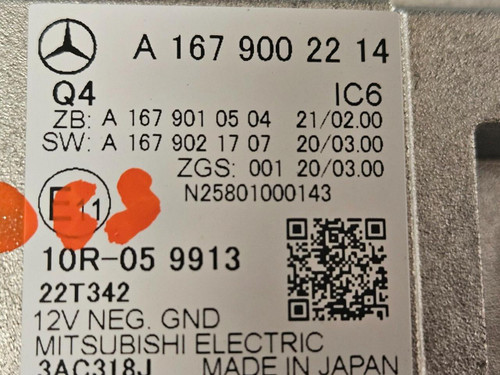 A 167 900 22 14
Q4 IC6
ZB: A 167 901 05 04 21/02.00
SW: A 167 902 17 07 20/03.00
ZGS: 001 20/03.00
E11 N25801000143
10R-05 9913
22T342
12V NEG. GND
MITSUBISHI ELECTRIC
3AC318J MADE IN JAPAN